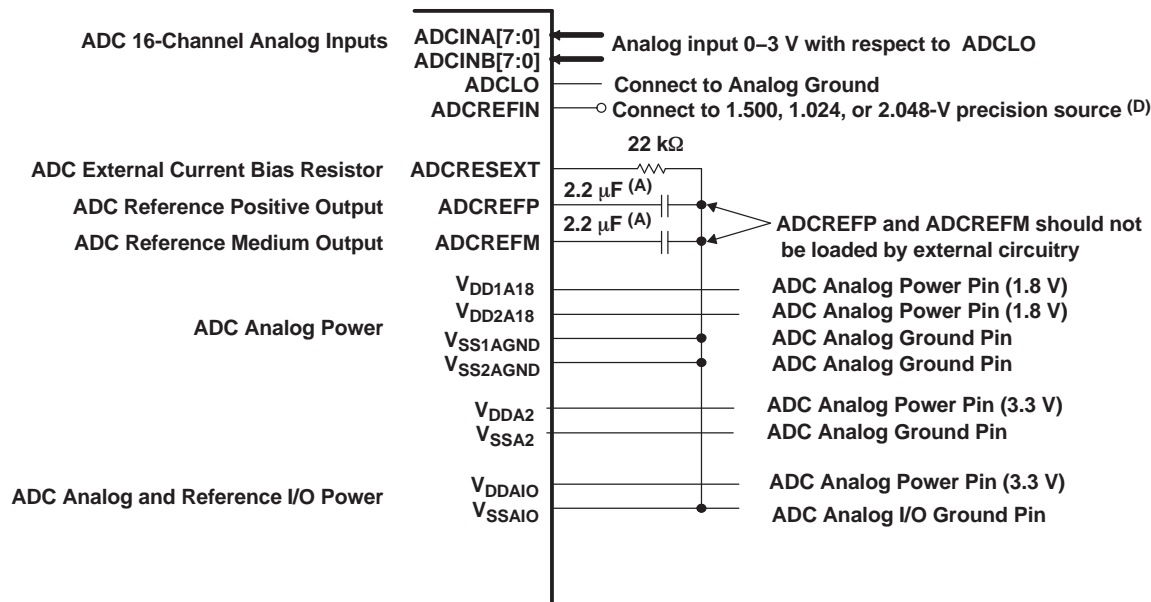 ADC 16-Channel Analog Inputs
ADCINA[7:0]
ADCINB[7:0]
Analog input 0–3 V with respect to ADCLO
ADCLO
Connect to Analog Ground
ADCREFIN
Connect to 1.500, 1.024, or 2.048-V precision source (D)
22 kΩ
ADC External Current Bias Resistor
ADCRESEXT
2.2 μF (A)
ADC Reference Positive Output
ADCREFP
2.2 μF (A)
ADC Reference Medium Output
ADCREFM
ADCREFP and ADCREFM should not
be loaded by external circuitry
VDD1A18
ADC Analog Power Pin (1.8 V)
VDD2A18
ADC Analog Power Pin (1.8 V)
ADC Analog Power
VSS1AGND
ADC Analog Ground Pin
VSS2AGND
ADC Analog Ground Pin
VDDA2
ADC Analog Power Pin (3.3 V)
VSSA2
ADC Analog Ground Pin
ADC Analog and Reference I/O Power
VDDAIO
ADC Analog Power Pin (3.3 V)
VSSAIO
ADC Analog I/O Ground Pin